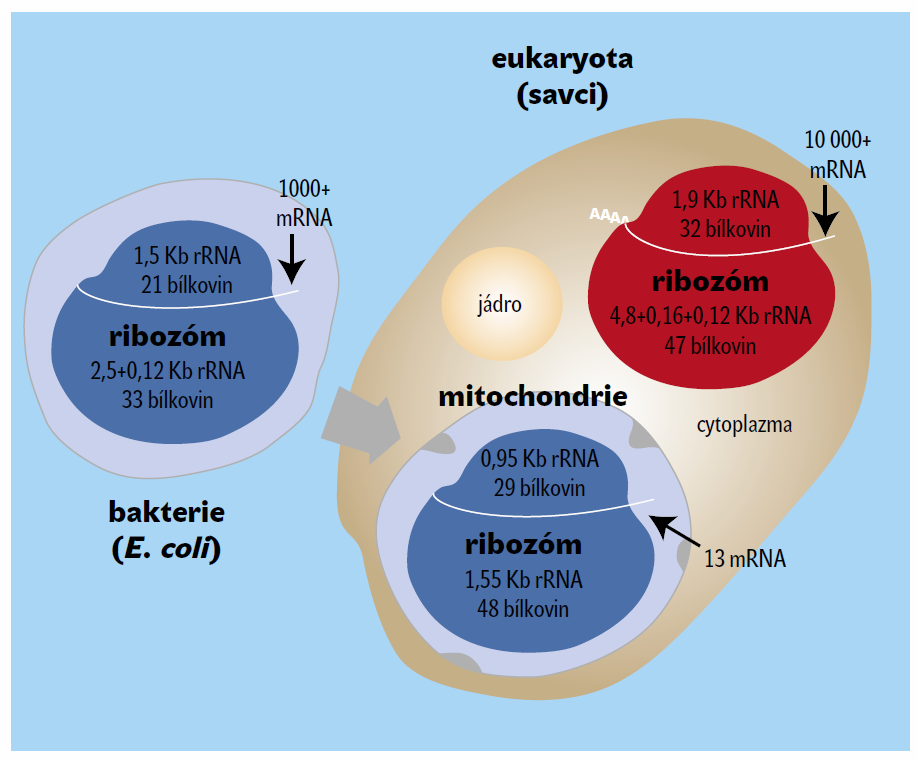 eukaryota
(savci)
10 000+
mRNA
1000+
mRNA
1,5 Kb rRNA
21 bílkovin
ribozóm
2,5+0,12 Kb rRNA
33 bílkovin
bakterie
(E. coli)
AAAA
1,9 Kb rRNA
32 bílkovin
ribozóm
4,8+0,16+0,12 Kb rRNA
47 bílkovin
jádro
mitochondrie
cytoplazma
0,95 Kb rRNA
29 bílkovin
ribozóm
1,55 Kb rRNA
48 bílkovin
13 mRNA